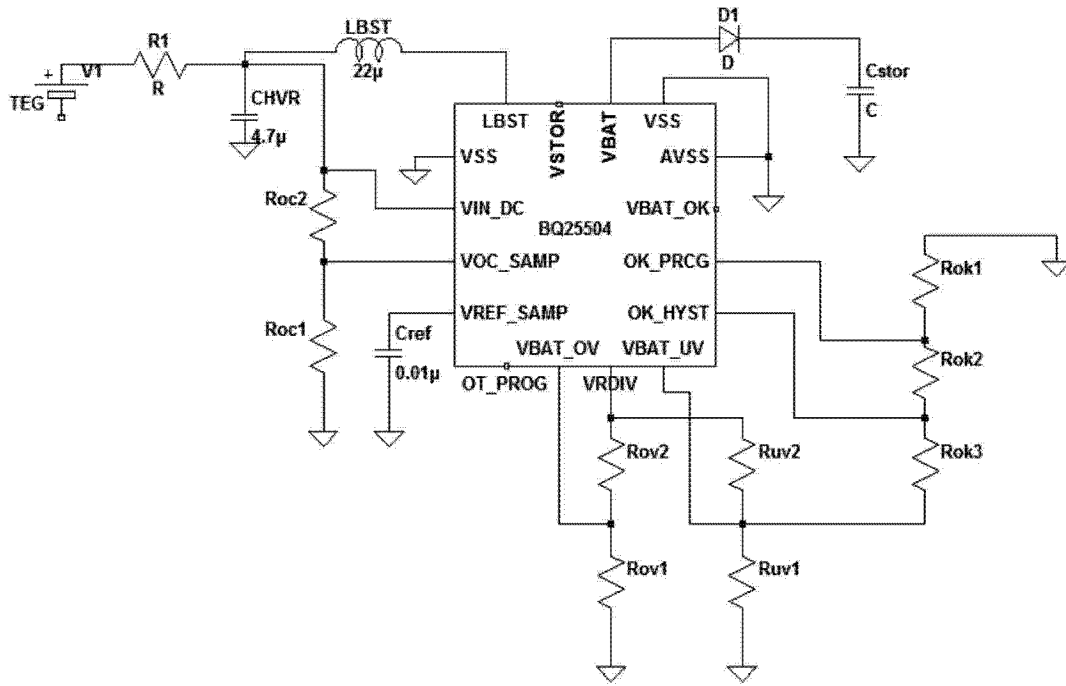 LBST
22µ
D1
D
R1
R
V1
+
TEG
CHVR
4.7µ
Cstor
C
LBST
VSTOR
VBAT
VSS
VSS
AVSS
VIN_DC
VBAT_OK
BQ25504
VOC_SAMP
OK_PRCG
VREF_SAMP
OK_HYST
VBAT_OV
VBAT_UV
OT_PROG
VRDIV
Roc2
Roc1
Cref
0.01µ
Rok1
Rok2
Rok3
Rov2
Ruv2
Rov1
Ruv1